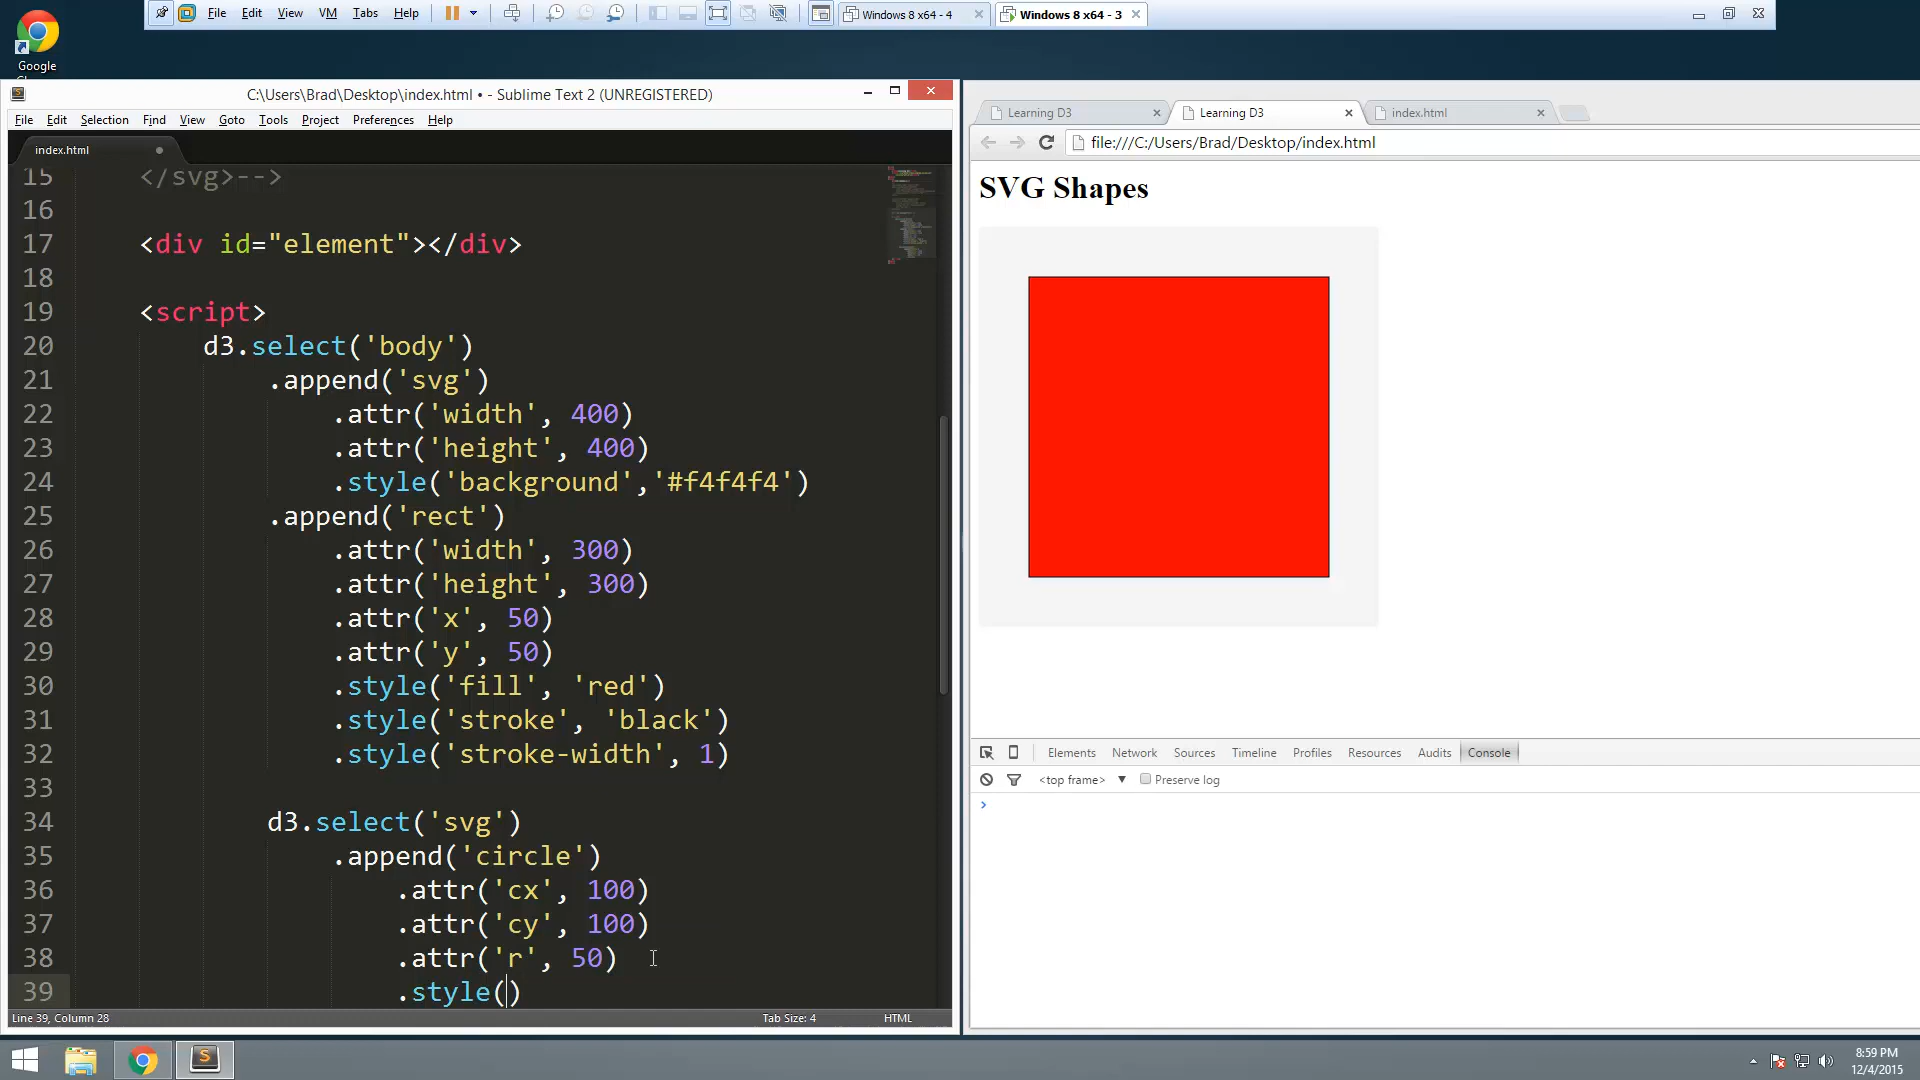 File Edit View VM Tabs Help
Windows 8 x64 - 4
Windows 8 x64 - 3
Google
C:\Users\Brad\Desktop\index.html • - Sublime Text 2 (UNREGISTERED)
File Edit Selection Find View Goto Tools Project Preferences Help
index.html
15 </svg>-->
16
17 <div id="element"></div>
18
19 <script>
20 d3.select('body')
21 .append('svg')
22 .attr('width', 400)
23 .attr('height', 400)
24 .style('background','#f4f4f4')
25 .append('rect')
26 .attr('width', 300)
27 .attr('height', 300)
28 .attr('x', 50)
29 .attr('y', 50)
30 .style('fill', 'red')
31 .style('stroke', 'black')
32 .style('stroke-width', 1)
33
34 d3.select('svg')
35 .append('circle')
36 .attr('cx', 100)
37 .attr('cy', 100)
38 .attr('r', 50)
39 .style()
Line 39, Column 28 Tab Size: 4 HTML
Learning D3
Learning D3
index.html
file:///C:/Users/Brad/Desktop/index.html
SVG Shapes
Elements Network Sources Timeline Profiles Resources Audits Console
<top frame> ▼ Preserve log
>
8:59 PM
12/4/2015